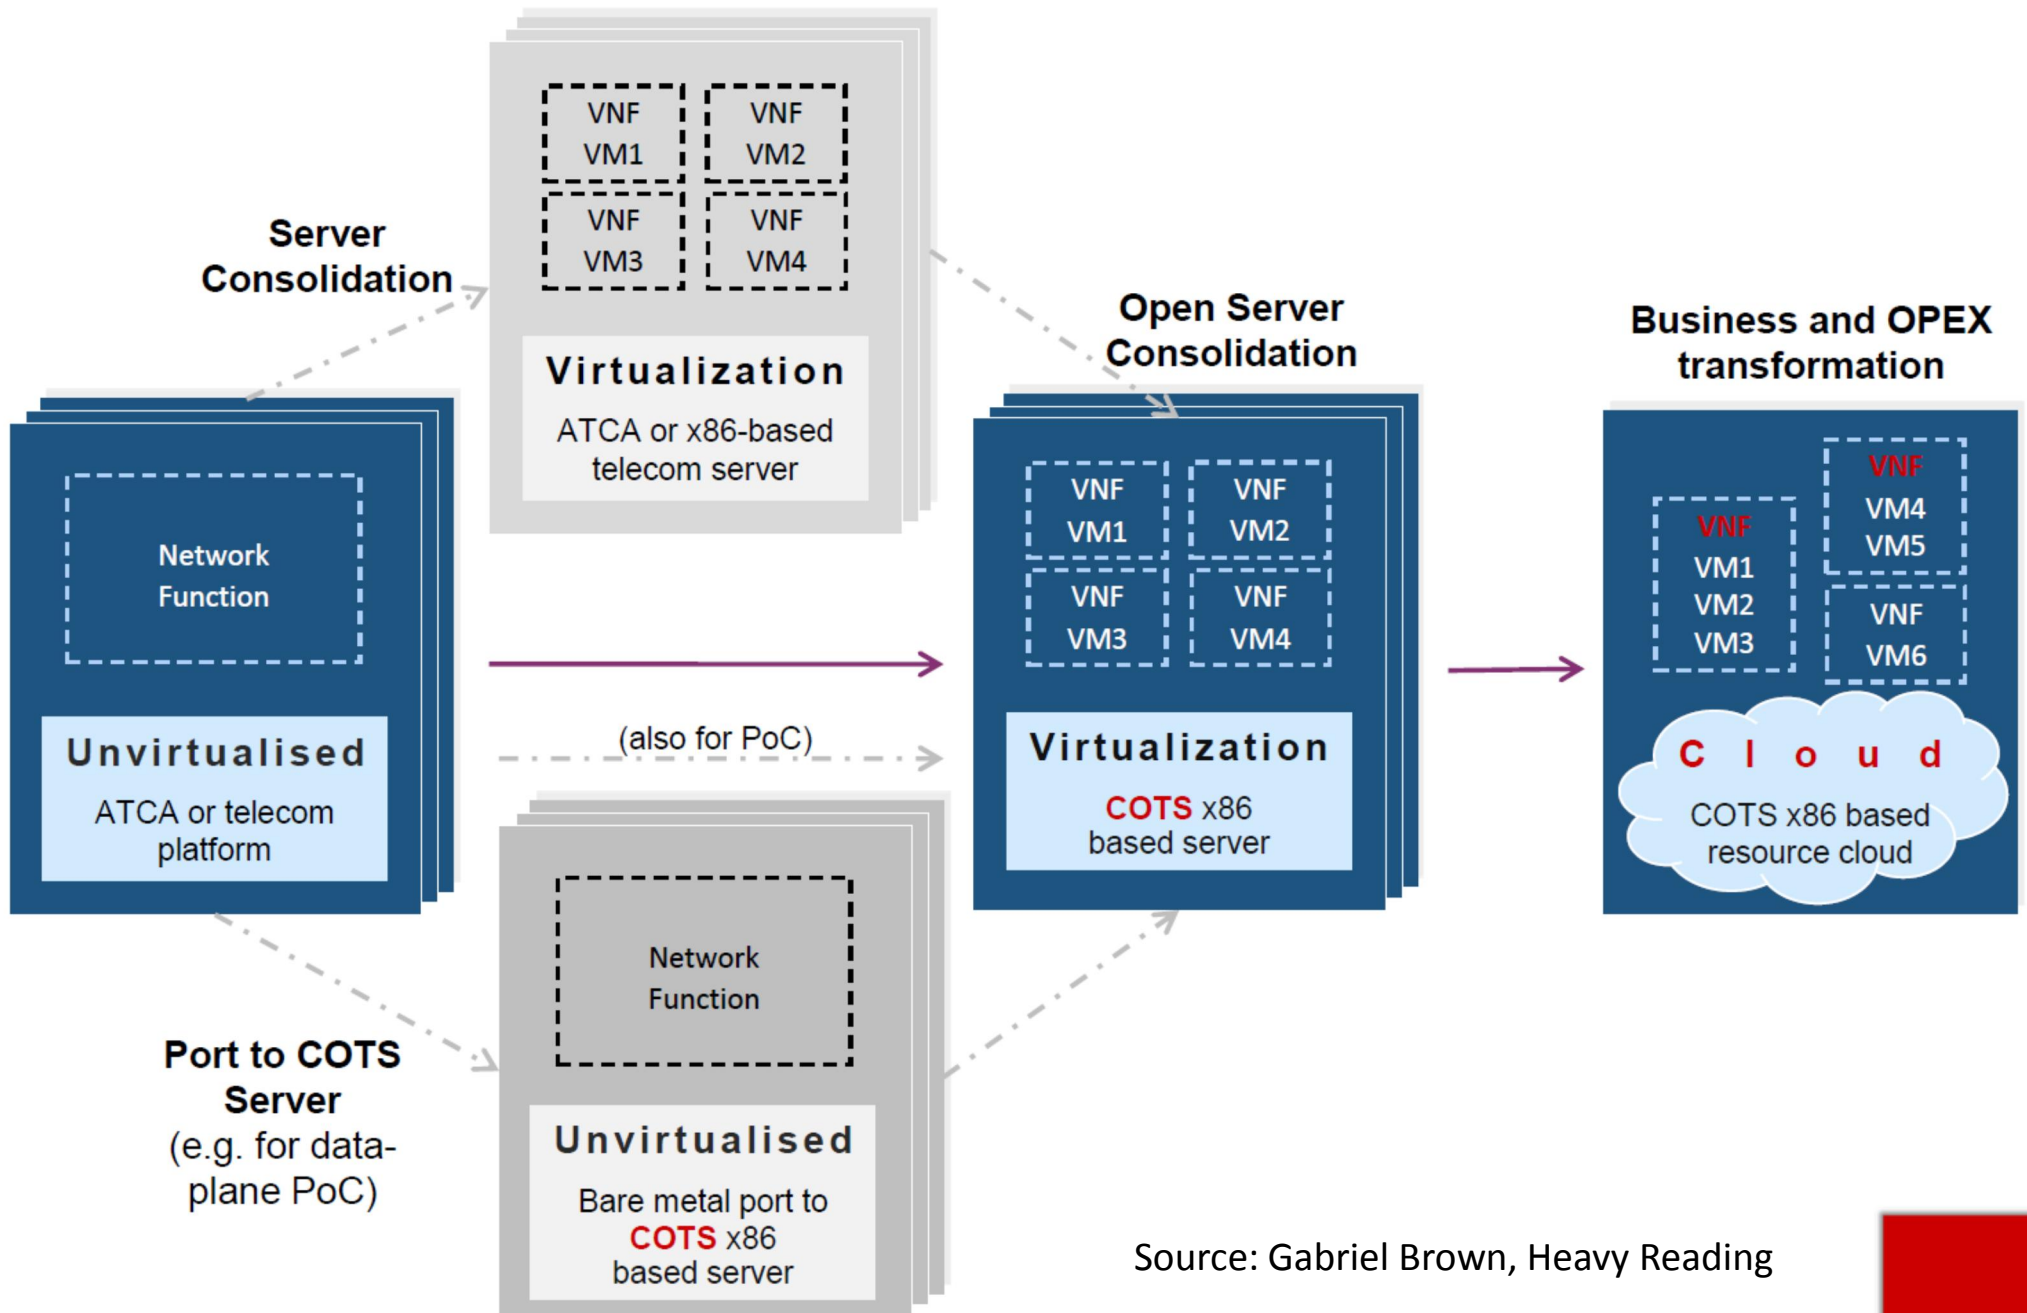 VNF
VM1
VNF
VM2
VNF
VM3
VNF
VM4
Server
Consolidation
Virtualization
ATCA or x86-based
telecom server
Open Server
Consolidation
Business and OPEX
transformation
Network
Function
Unvirtualised
ATCA or telecom
platform
(also for PoC)
VNF
VM1
VNF
VM2
VNF
VM3
VNF
VM4
Virtualization
COTS x86
based server
VNF
VM1
VM2
VM3
VNF
VM4
VM5
VNF
VM6
Cloud
COTS x86 based
resource cloud
Port to COTS
Server
(e.g. for data-
plane PoC)
Network
Function
Unvirtualised
Bare metal port to
COTS x86
based server
Source: Gabriel Brown, Heavy Reading